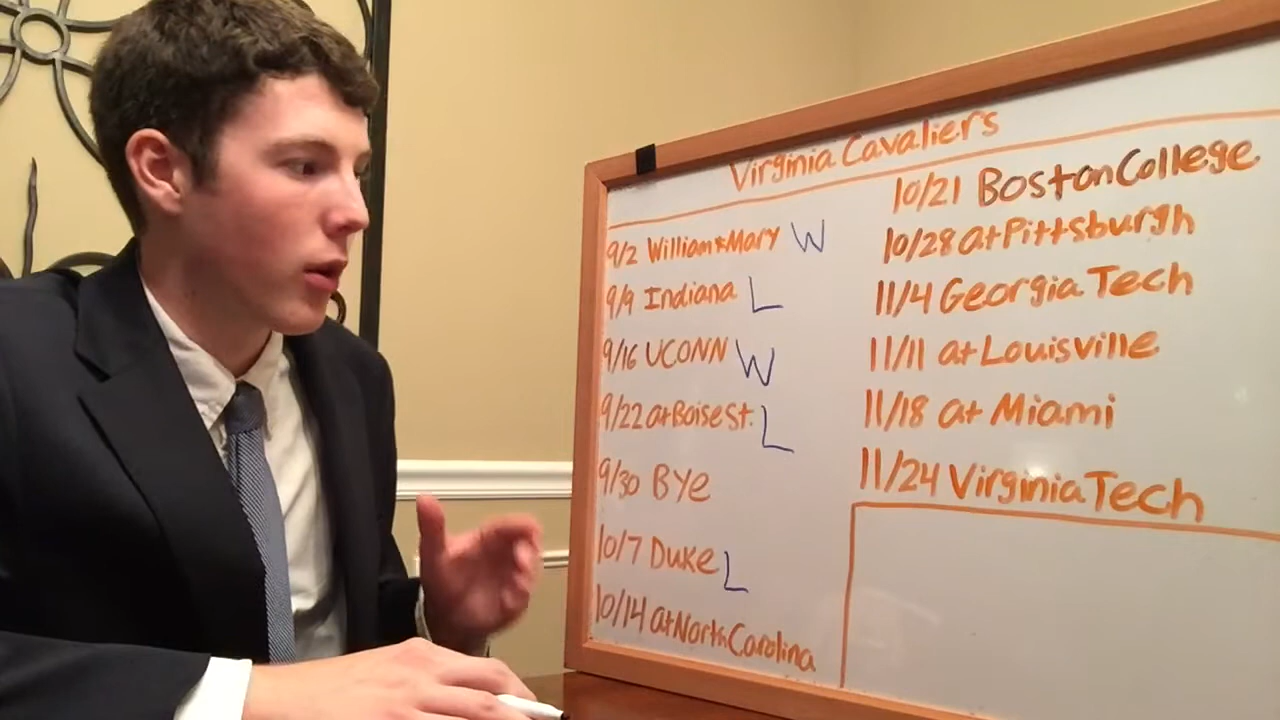 Virginia Cavaliers
9/2 William & Mary W
9/9 Indiana L
9/16 UCONN W
9/22 at Boise St. L
9/30 Bye
10/7 Duke L
10/14 at North Carolina
10/21 Boston College
10/28 at Pittsburgh
11/4 Georgia Tech
11/11 at Louisville
11/18 at Miami
11/24 Virginia Tech